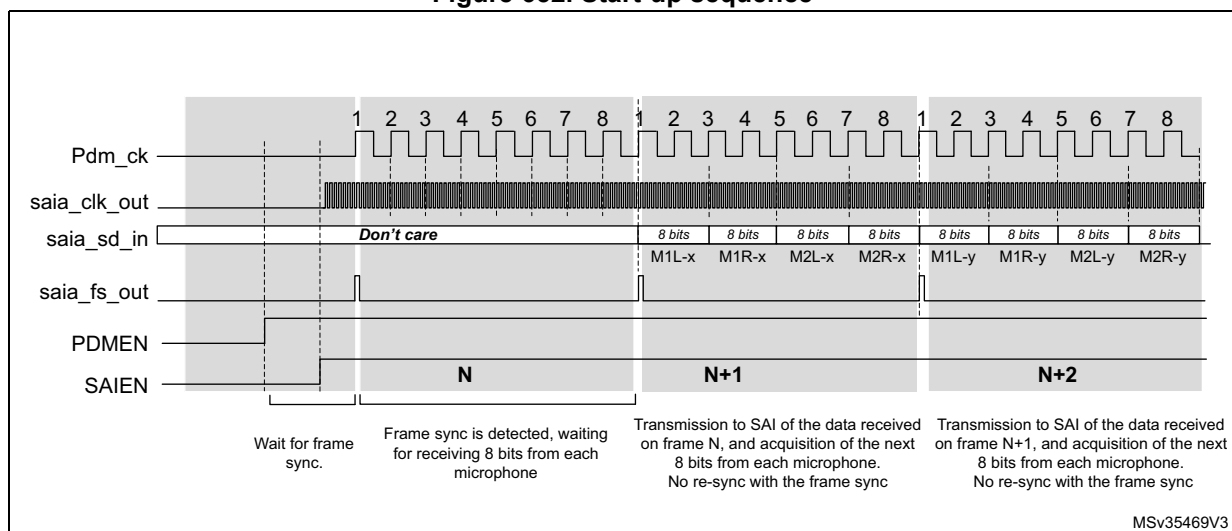 1 2 3 4 5 6 7 8 1 2 3 4 5 6 7 8 1 2 3 4 5 6 7 8
Pdm_ck
saia_clk_out
saia_sd_in Don't care 8 bits 8 bits 8 bits 8 bits 8 bits 8 bits 8 bits 8 bits
M1L-x M1R-x M2L-x M2R-x M1L-y M1R-y M2L-y M2R-y
saia_fs_out
PDMEN
SAIEN N N+1 N+2
Wait for frame
sync.
Frame sync is detected, waiting
for receiving 8 bits from each
microphone
Transmission to SAI of the data received
on frame N, and acquisition of the next
8 bits from each microphone.
No re-sync with the frame sync
Transmission to SAI of the data received
on frame N+1, and acquisition of the next
8 bits from each microphone.
No re-sync with the frame sync
MSv35469V3